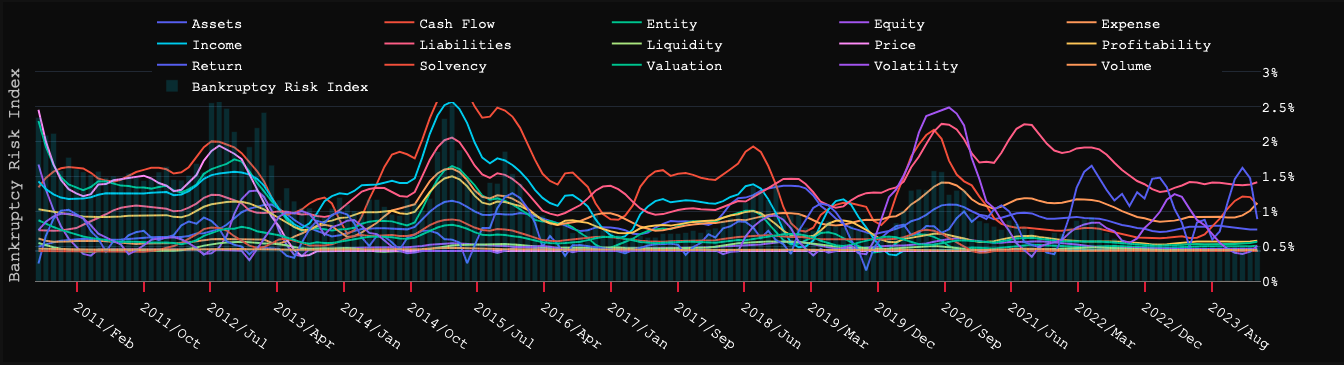 Assets Cash Flow Entity Equity Expense
Income Liabilities Liquidity Price Profitability
Return Solvency Valuation Volatility Volume
Bankruptcy Risk Index
Bankruptcy Risk Index
3%
2.5%
2%
1.5%
1%
0.5%
0%
2011/Feb 2011/Oct 2012/Jul 2013/Apr 2014/Jan 2014/Oct 2015/Jul 2016/Apr 2017/Jan 2017/Sep 2018/Jun 2019/Mar 2019/Dec 2020/Sep 2021/Jun 2022/Mar 2022/Dec 2023/Aug